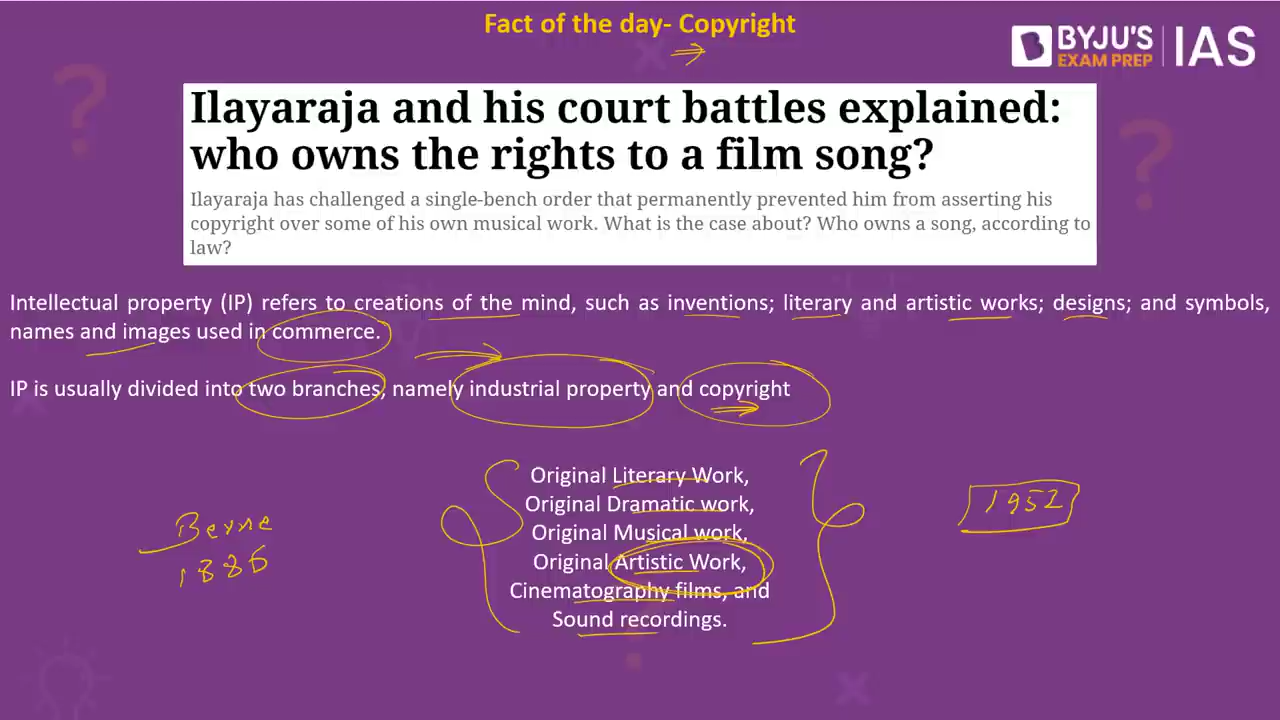 Fact of the day- Copyright
BYJU'S
EXAM PREP
IAS
Ilayaraja and his court battles explained:
who owns the rights to a film song?
Ilayaraja has challenged a single-bench order that permanently prevented him from asserting his
copyright over some of his own musical work. What is the case about? Who owns a song, according to
law?
Intellectual property (IP) refers to creations of the mind, such as inventions; literary and artistic works; designs; and symbols,
names and images used in commerce.
IP is usually divided into two branches, namely industrial property and copyright
Original Literary Work,
Original Dramatic work,
Original Musical work,
Original Artistic Work,
Cinematography films, and
Sound recordings.
Berne
1886
1952